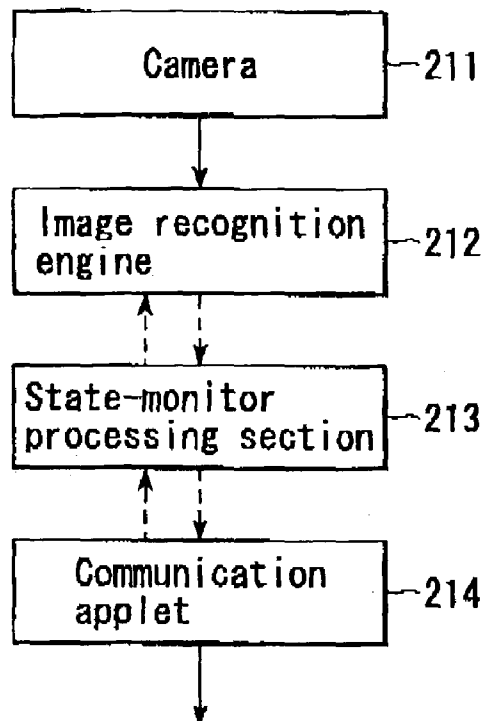 Camera
211
Image recognition
engine
212
State-monitor
processing section
213
Communication
applet
214